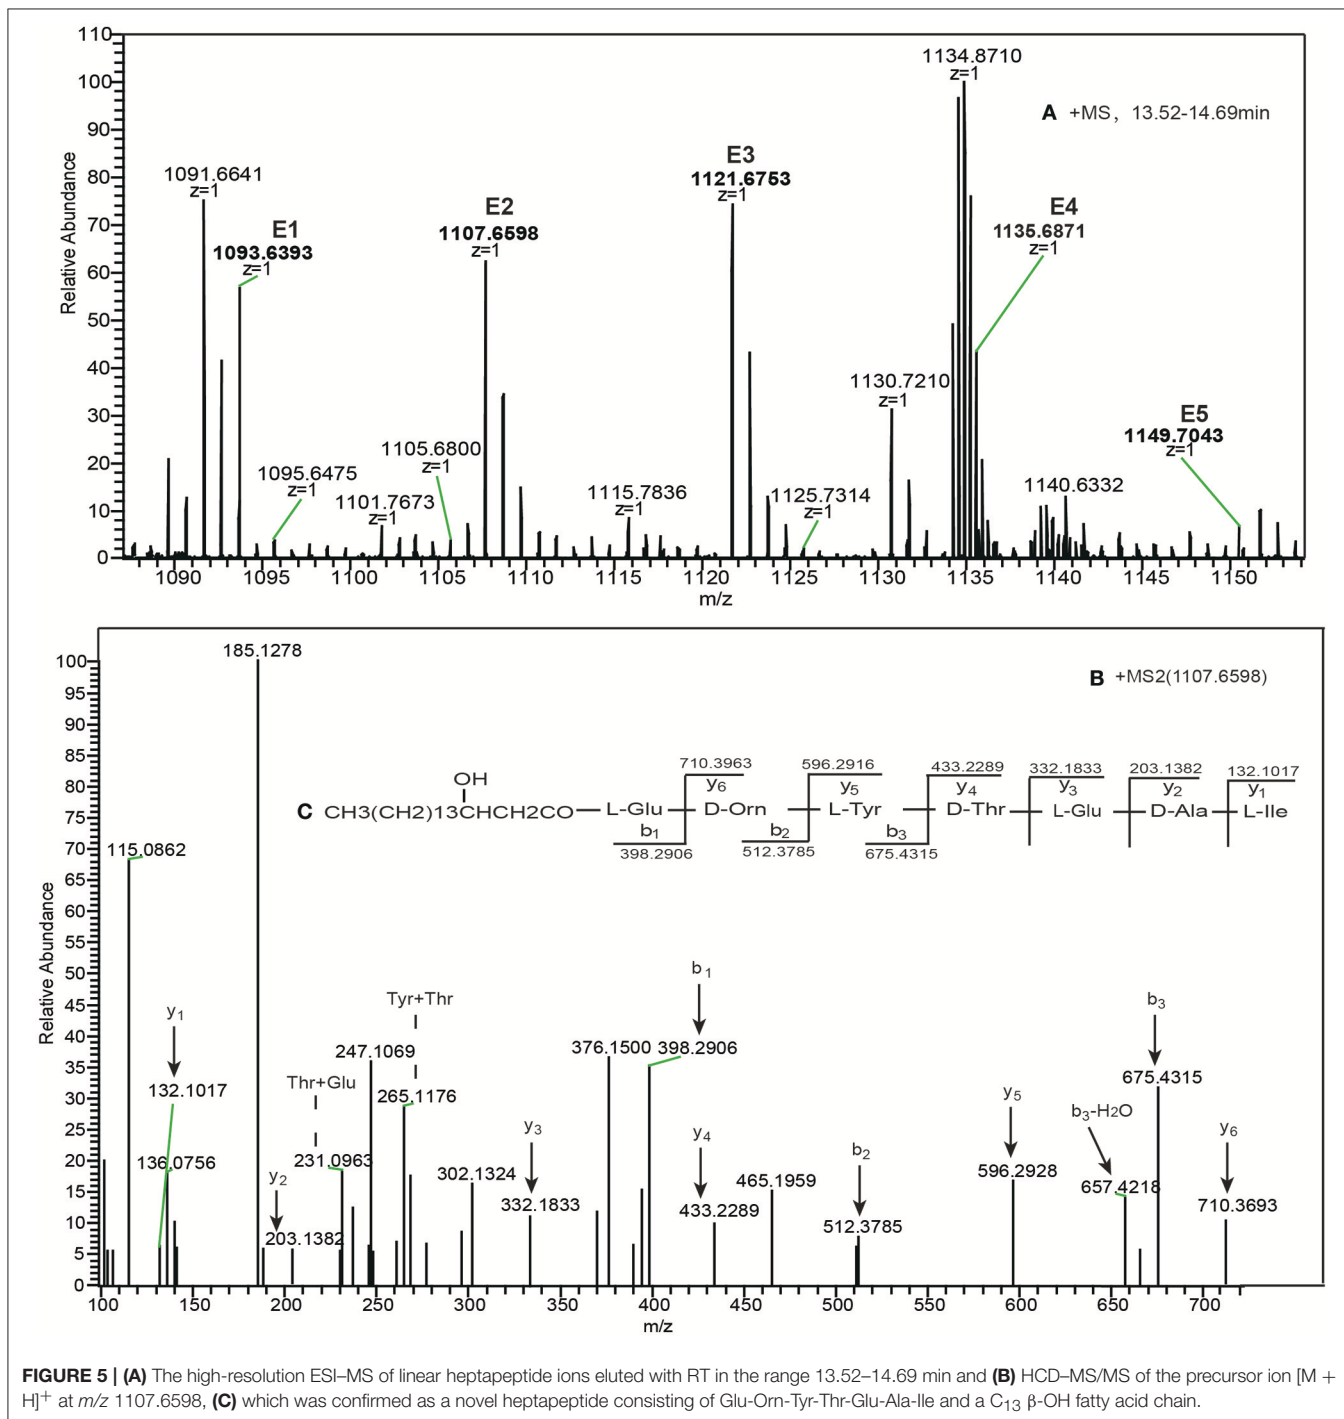 110
100
90
80
70
60
50
40
30
20
10
0
Relative Abundance
1134.8710
z=1
A +MS, 13.52-14.69min
1091.6641
z=1
E1
1093.6393
z=1
E2
1107.6598
z=1
E3
1121.6753
z=1
E4
1135.6871
z=1
1130.7210
z=1
E5
1149.7043
z=1
1095.6475
z=1
1101.7673
z=1
1105.6800
z=1
1115.7836
z=1
1125.7314
z=1
1140.6332
1090 1095 1100 1105 1110 1115 1120 1125 1130 1135 1140 1145 1150
m/z
100
95
90
85
80
75
70
65
60
55
50
45
40
35
30
25
20
15
10
5
0
Relative Abundance
185.1278
B +MS2(1107.6598)
710.3963 596.2916 433.2289 332.1833 203.1382 132.1017
y6 y5 y4 y3 y2 y1
OH
C CH3(CH2)13CHCH2CO L-Glu D-Orn L-Tyr D-Thr L-Glu D-Ala L-Ile
b1 b2 b3
398.2906 512.3785 675.4315
115.0862
y1
132.1017
136.0756
y2
203.1382
Thr+Glu
231.0963
247.1069
Tyr+Thr
265.1176
302.1324
y3
332.1833
376.1500
b1
398.2906
y4
433.2289
465.1959
b2
512.3785
y5
596.2928
b3-H2O
657.4218
b3
675.4315
y6
710.3693
100 150 200 250 300 350 400 450 500 550 600 650 700
m/z
FIGURE 5 | (A) The high-resolution ESI–MS of linear heptapeptide ions eluted with RT in the range 13.52–14.69 min and (B) HCD–MS/MS of the precursor ion [M +
H]+ at m/z 1107.6598, (C) which was confirmed as a novel heptapeptide consisting of Glu-Orn-Tyr-Thr-Glu-Ala-Ile and a C13 β-OH fatty acid chain.